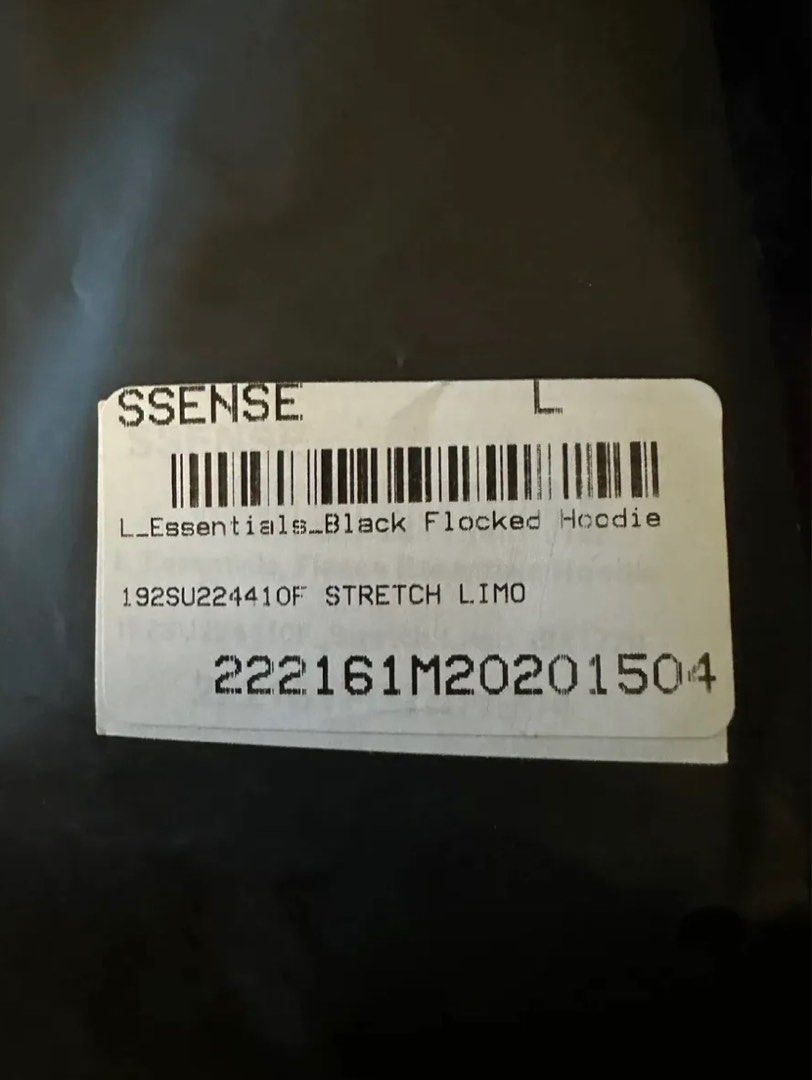 SSENSE L
L_Essentials_Black Flocked Hoodie
192SU224410F STRETCH LIMO
222161M20201504